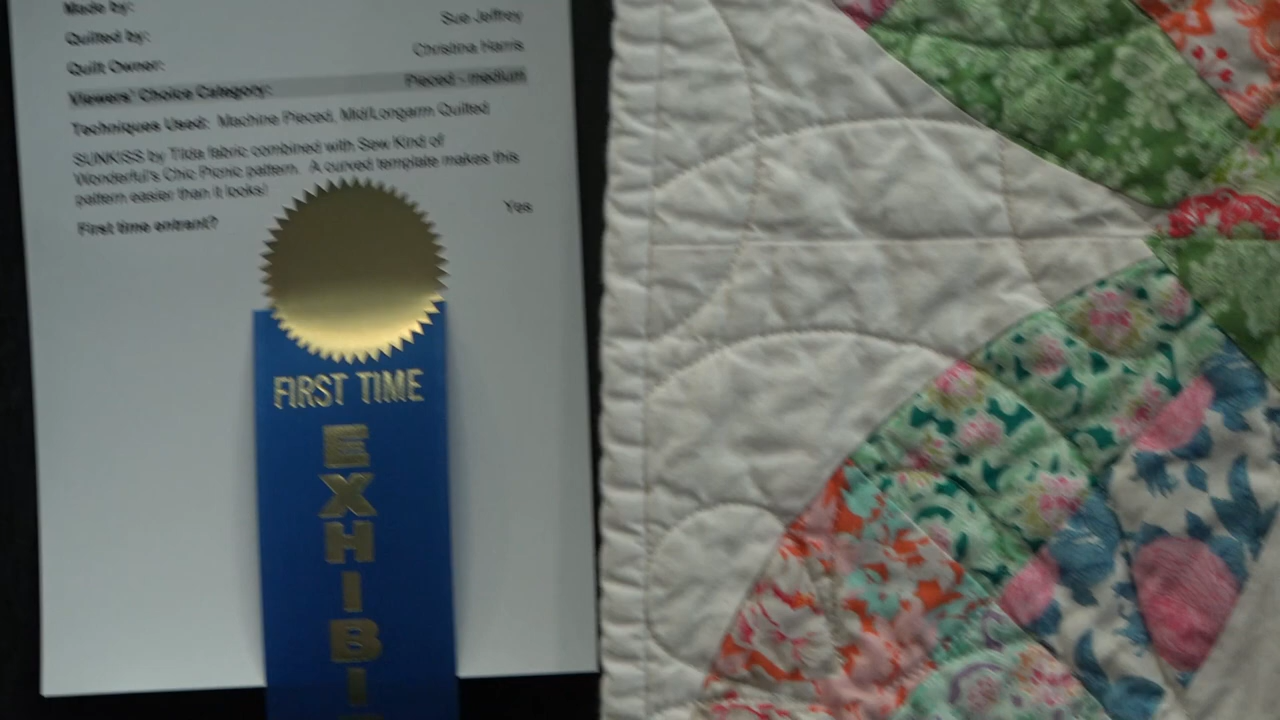 Made by:
Sue Jeffrey
Quilted by:
Christina Harris
Quilt Owner:
Viewers' Choice Category: Pieced - medium
Techniques Used: Machine Pieced, Mid/Longarm Quilted
SUNKISS by Tilda fabric combined with Sew Kind of
Wonderful's Chic Picnic pattern. A curved template makes this
pattern easier than it looks!
First time entrant? Yes
FIRST TIME
E
X
H
I
B
I